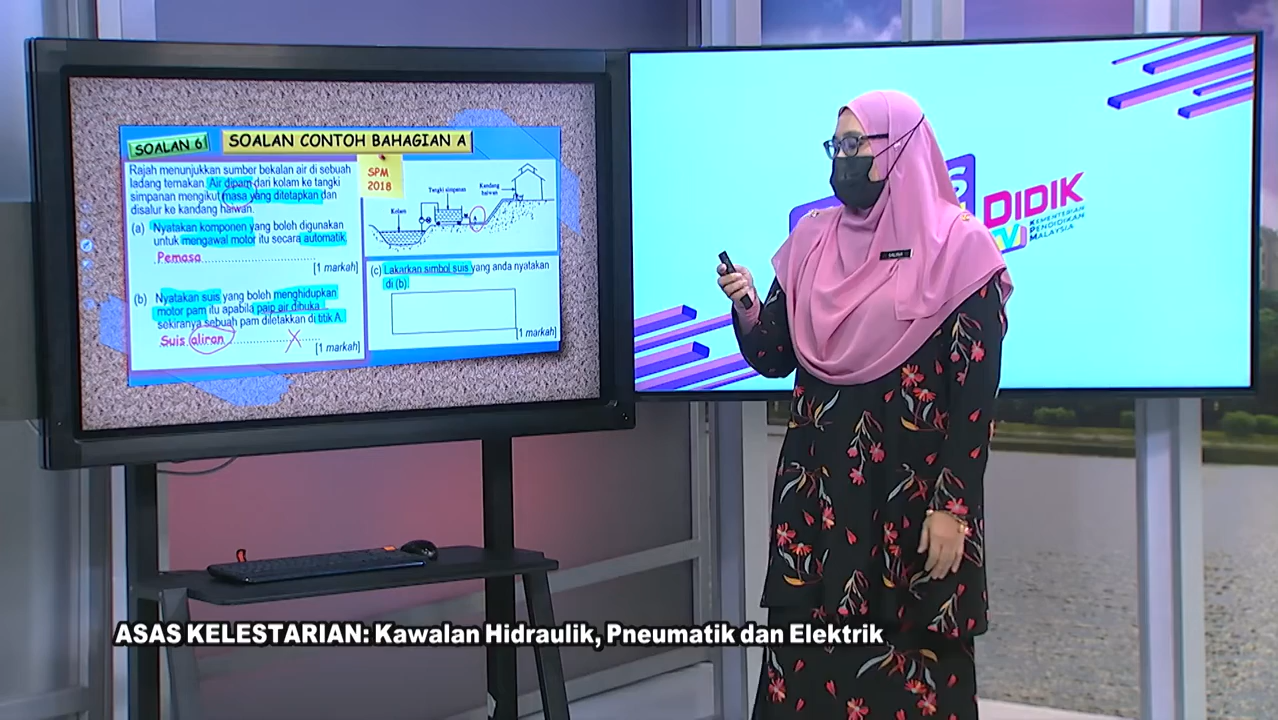 SOALAN 6
SOALAN CONTOH BAHAGIAN A
Rajah menunjukkan sumber bekalan air di sebuah
ladang ternakan. Air dipam dari kolam ke tangki
simpanan mengikut masa yang ditetapkan dan
disalur ke kandang haiwan.
(a) Nyatakan komponen yang boleh digunakan
untuk mengawal motor itu secara automatik.
Pemasa
[1 markah]
(b) Nyatakan suis yang boleh menghidupkan
motor pam itu apabila paip air dibuka
sekiranya sebuah pam diletakkan di titik A.
Suis aliran
[1 markah]
SPM
2018
Kolam
Tangki simpanan
Kandang
haiwan
(c) Lakarkan simbol suis yang anda nyatakan
di (b).
[1 markah]
DIDIK
TV
KEMENTERIAN
PENDIDIKAN
MALAYSIA
ASAS KELESTARIAN: Kawalan Hidraulik, Pneumatik dan Elektrik